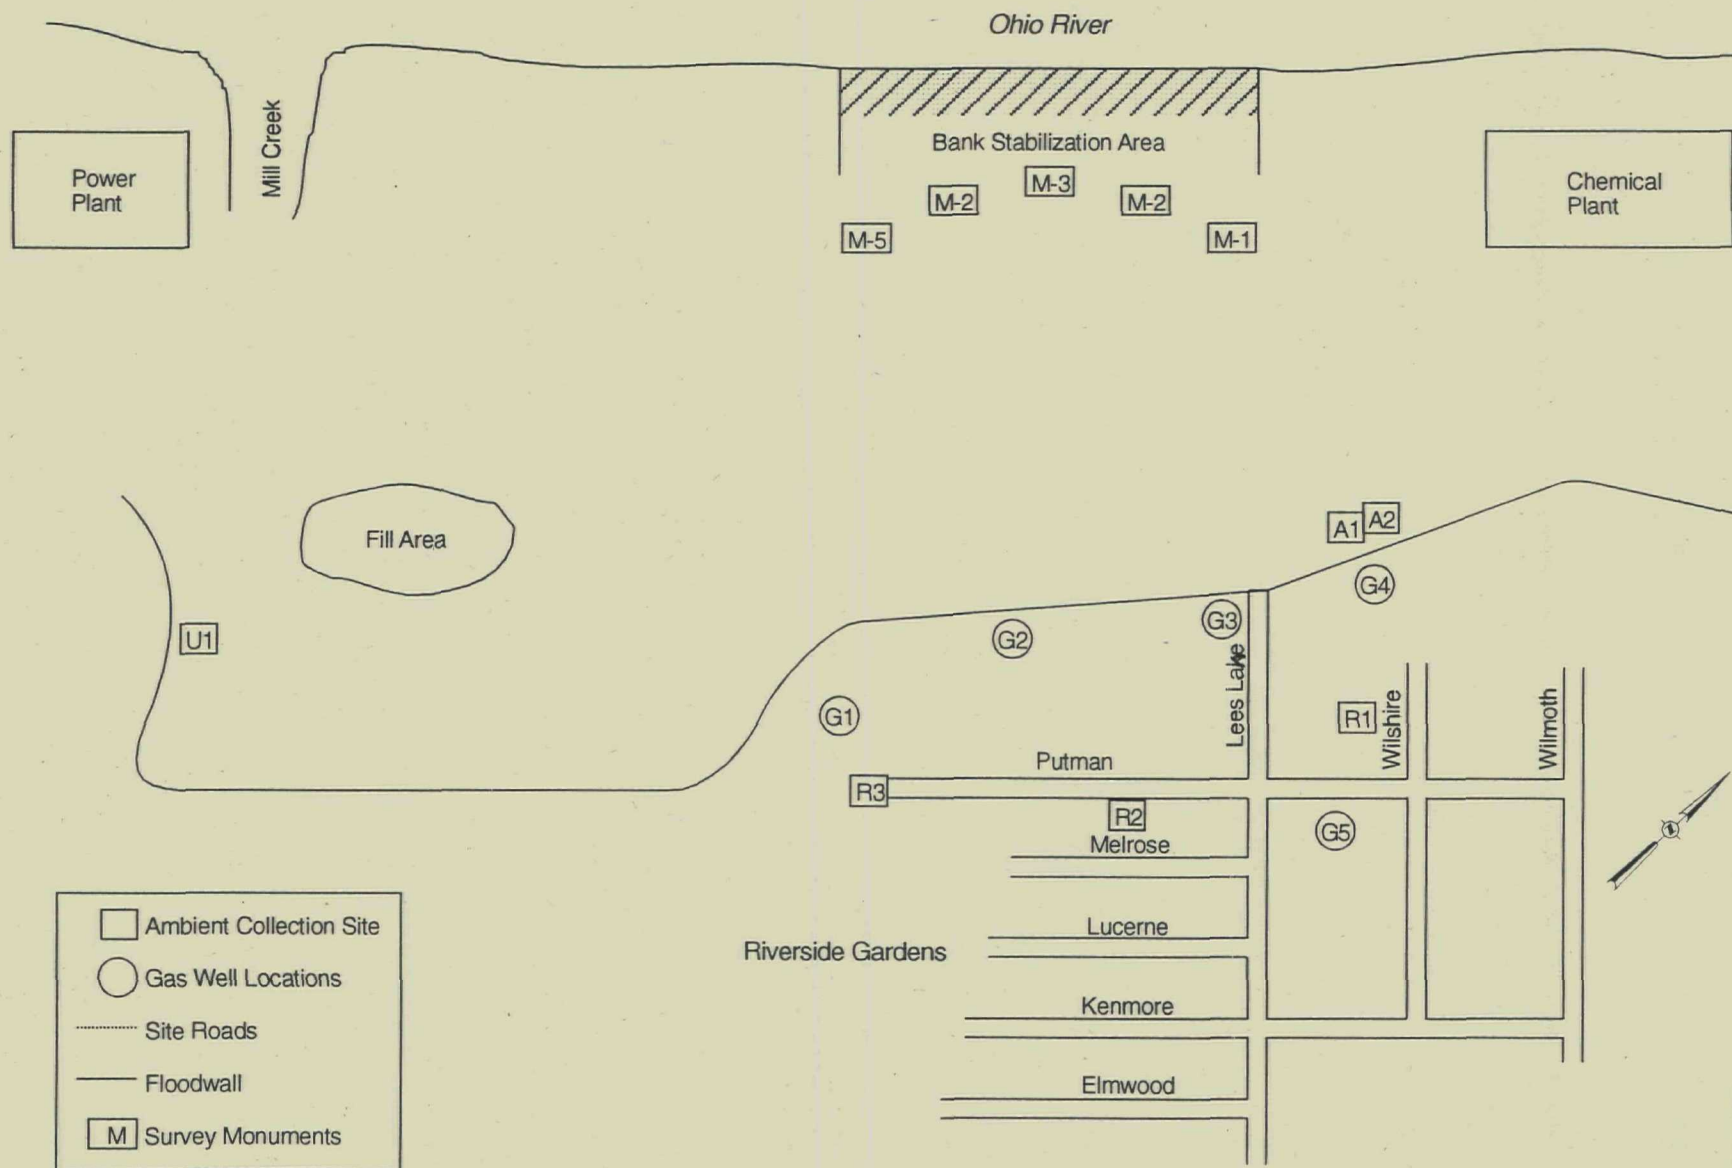 Ohio River
Mill Creek
Bank Stabilization Area
Power
Plant
Chemical
Plant
M-3
M-2
M-2
M-5
M-1
A1
A2
Fill Area
G4
G3
U1
G2
Lees Lake
G1
R1
Wilshire
Wilmoth
Putman
R3
R2
G5
Melrose
Lucerne
Riverside Gardens
Kenmore
Elmwood
Ambient Collection Site
Gas Well Locations
Site Roads
Floodwall
M Survey Monuments